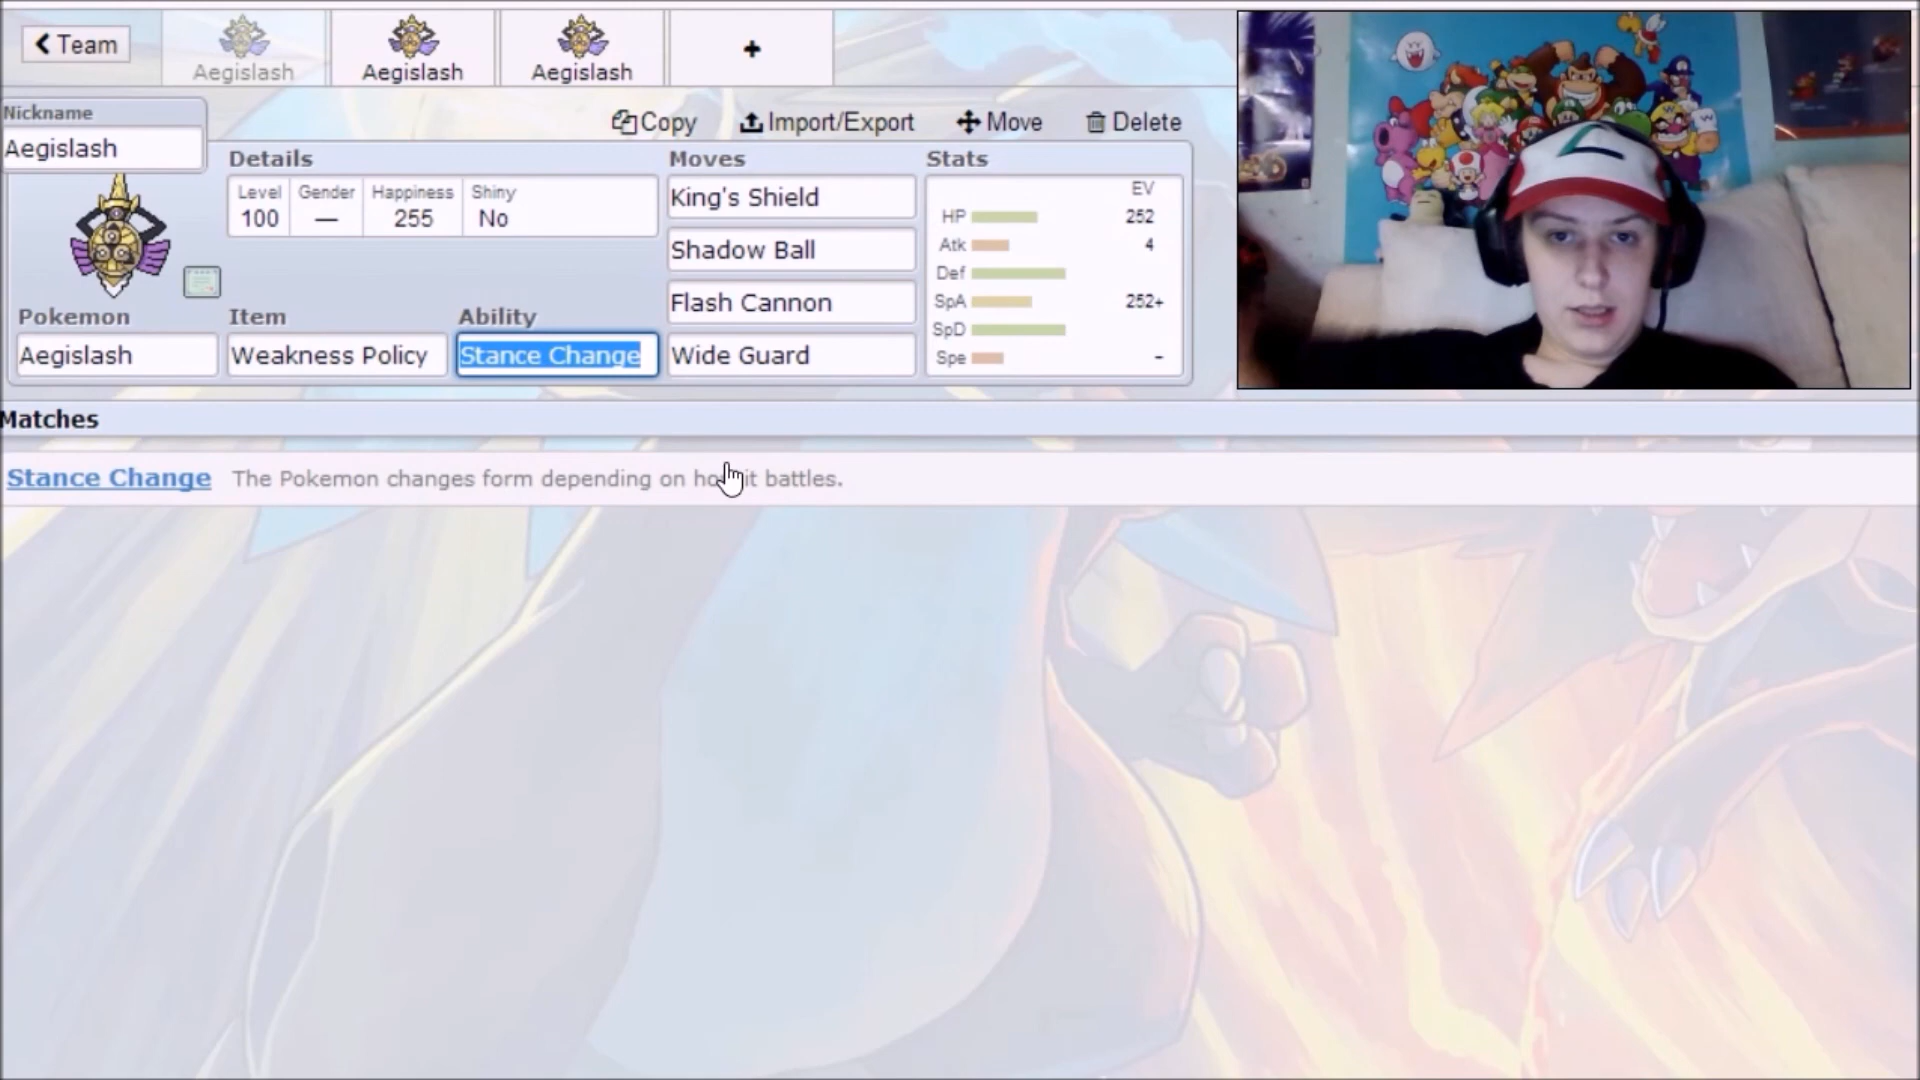 Team
Aegislash
Aegislash
Aegislash
Nickname
Aegislash
Copy
Import/Export
Move
Delete
Details
Level
Gender
Happiness
Shiny
100
—
255
No
Pokemon
Aegislash
Item
Weakness Policy
Ability
Stance Change
Moves
King's Shield
Shadow Ball
Flash Cannon
Wide Guard
Stats
EV
HP 252
Atk 4
Def
SpA 252+
SpD
Spe -
Matches
Stance Change The Pokemon changes form depending on it battles.